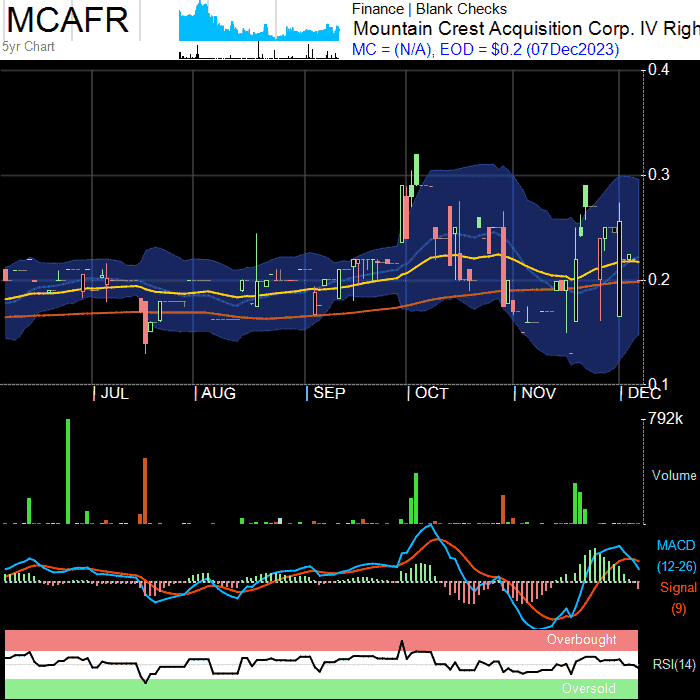 MCAFR
5yr Chart
Finance | Blank Checks
Mountain Crest Acquisition Corp. IV Righ
MC = (N/A), EOD = $0.2 (07Dec2023)
0.4
0.3
0.2
0.1
JUL
AUG
SEP
OCT
NOV
DEC
792k
Volume
MACD
(12-26)
Signal
(9)
Overbought
RSI(14)
Oversold